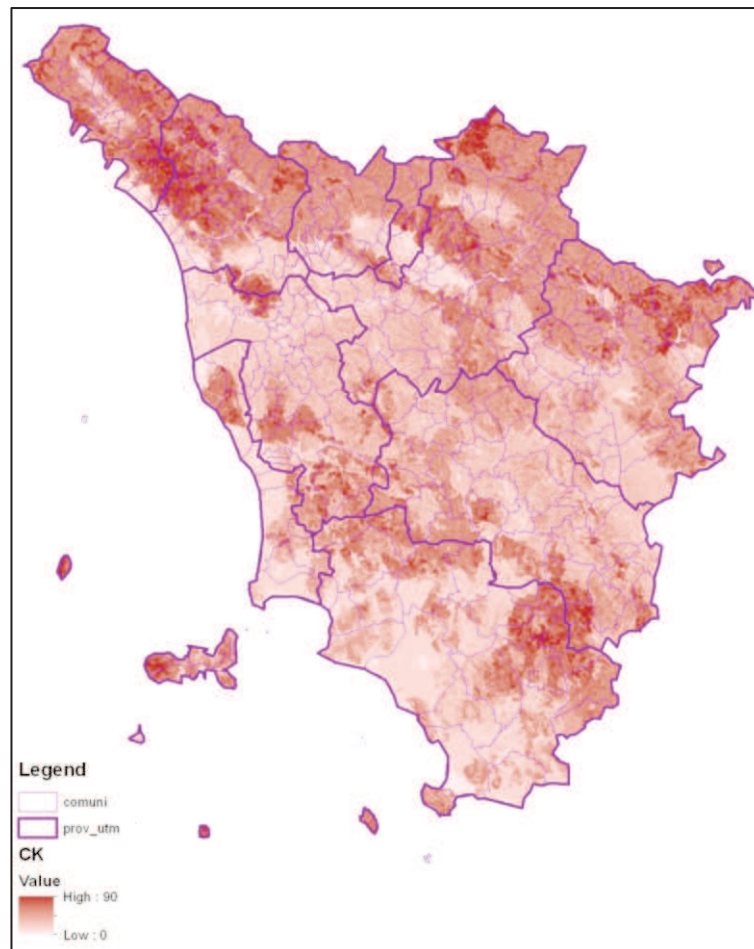 Legend
comuni
prov_utm
CK
Value
High : 90
Low : 0